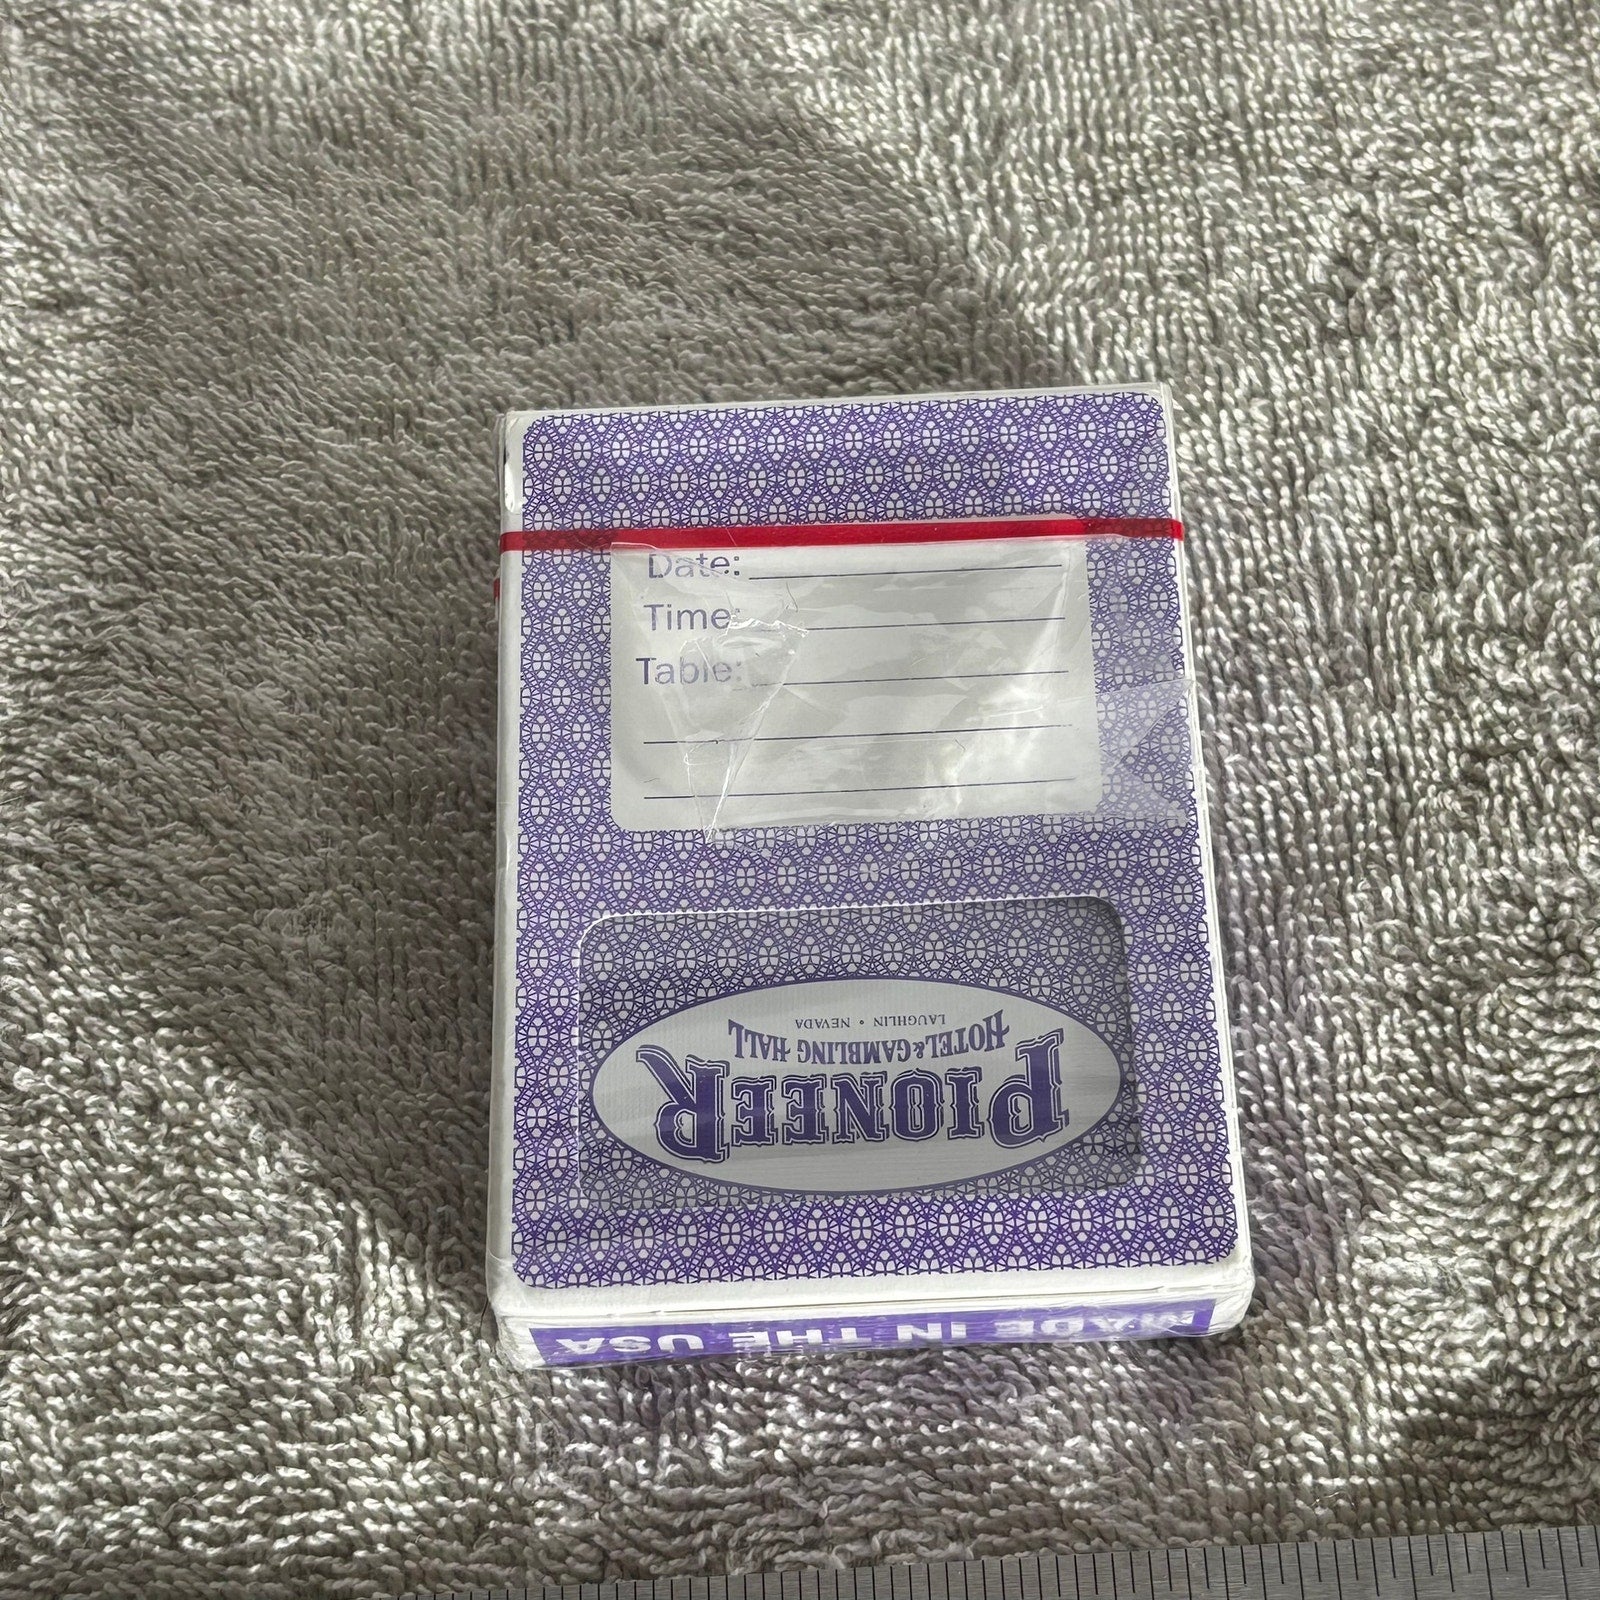 Date:
Time:
Table:
PIONEER
HOTEL & GAMBLING HALL
LAUGHLIN • NEVADA
MADE IN THE USA